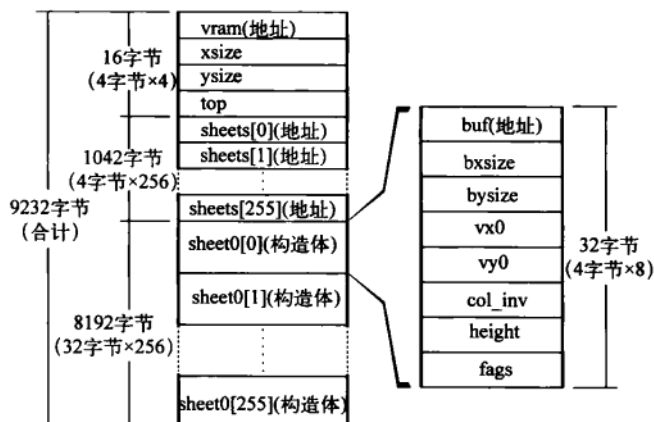 vram(地址)
xsize
ysize
top
sheets[0](地址)
sheets[1](地址)
sheets[255](地址)
sheet0[0](构造体)
sheet0[1](构造体)
sheet0[255](构造体)
16字节
(4字节×4)
1042字节
(4字节×256)
9232字节
(合计)
8192字节
(32字节×256)
buf(地址)
bxsize
bysize
vx0
vy0
col_inv
height
fags
32字节
(4字节×8)